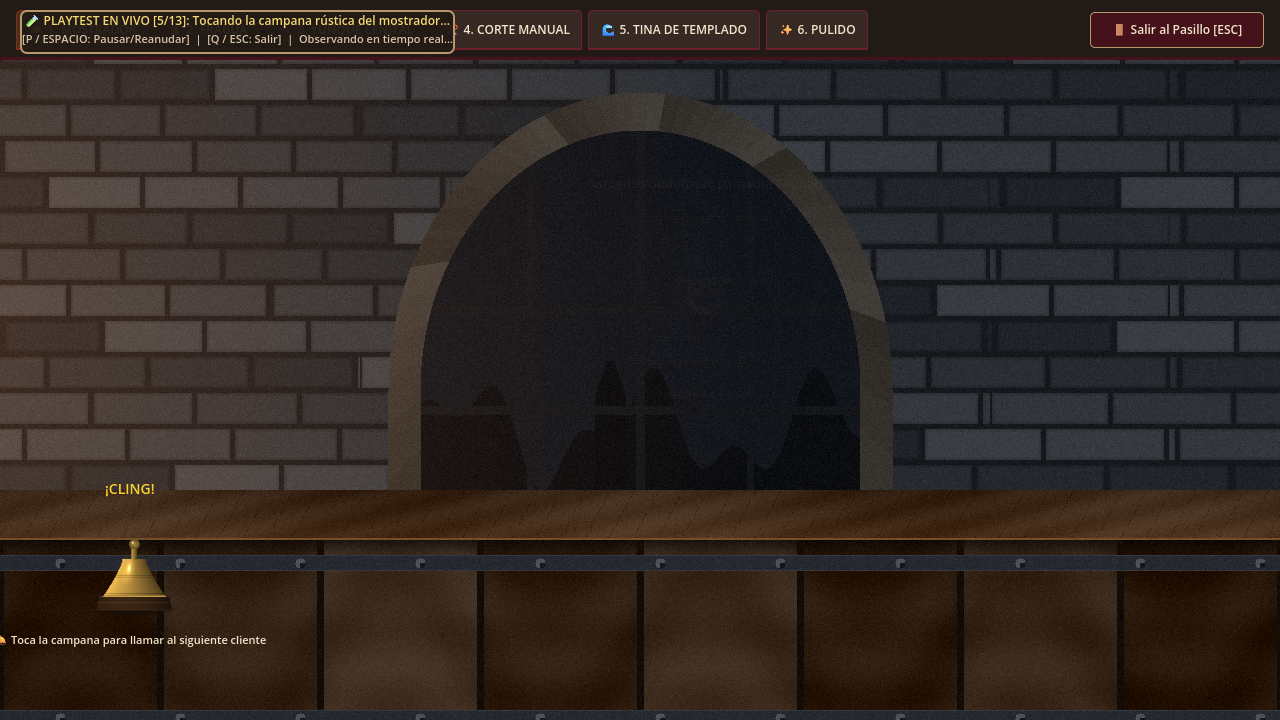 🧪 PLAYTEST EN VIVO [5/13]: Tocando la campana rústica del mostrador...
[P / ESPACIO: Pausar/Reanudar] | [Q / ESC: Salir] | Observando en tiempo real...
4. CORTE MANUAL
🌊 5. TINA DE TEMPLADO
✨ 6. PULIDO
🚪 Salir al Pasillo [ESC]
¡CLING!
Toca la campana para llamar al siguiente cliente